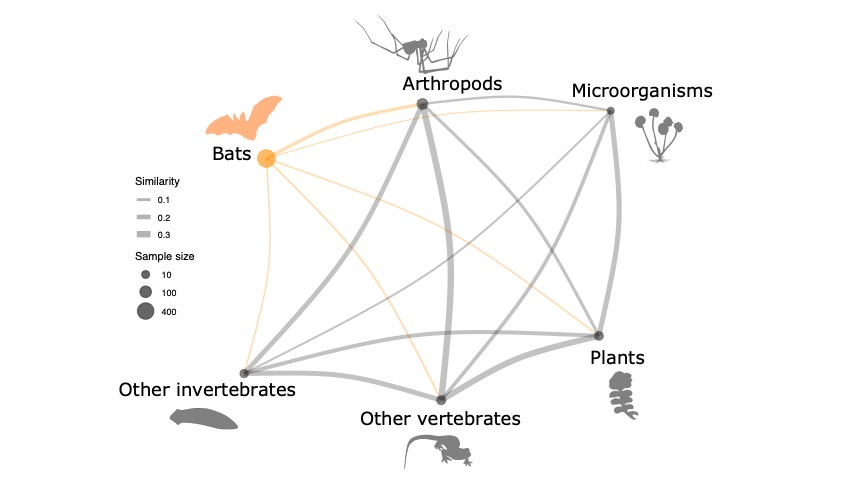 Arthropods
Microorganisms
Bats
Similarity
0.1
0.2
0.3
Sample size
10
100
400
Plants
Other invertebrates
Other vertebrates